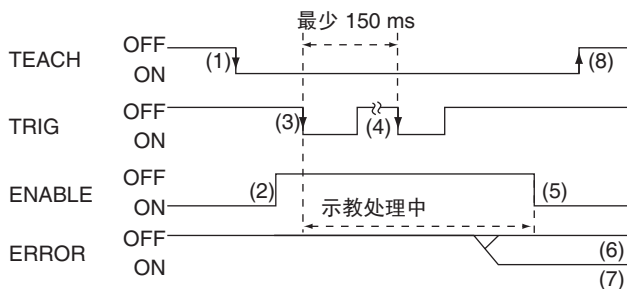 最少 150 ms
TEACH OFF ON (1) (8)
TRIG OFF ON (3) (4)
ENABLE OFF ON (2) (5)
示教处理中
ERROR OFF ON (6) (7)